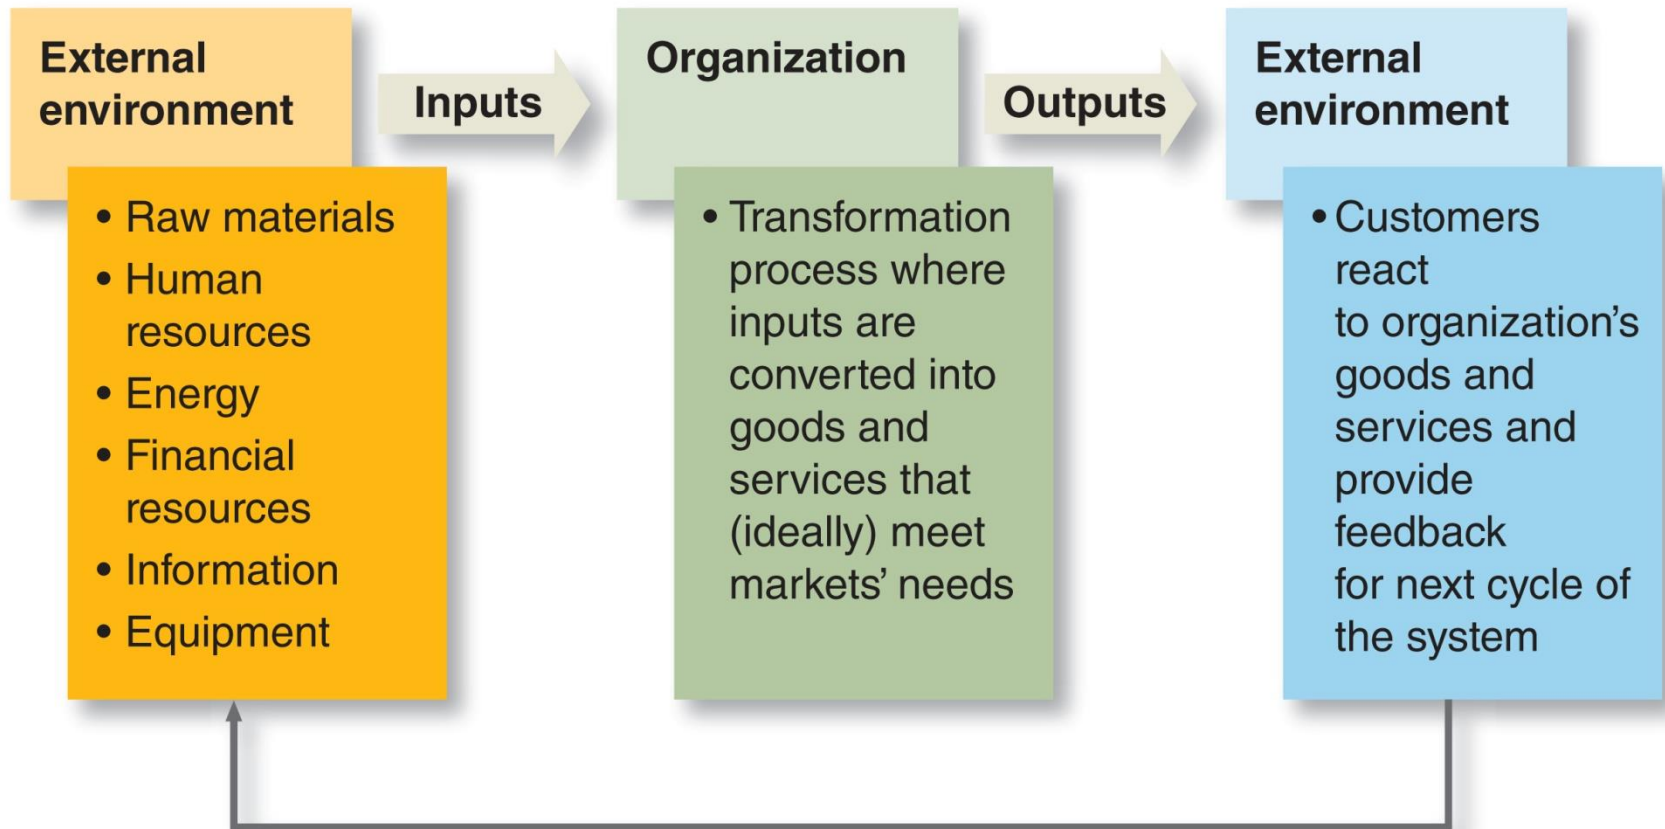 External
environment
Inputs
Organization
Outputs
External
environment
• Raw materials
• Human
resources
• Energy
• Financial
resources
• Information
• Equipment
• Transformation
process where
inputs are
converted into
goods and
services that
(ideally) meet
markets’ needs
• Customers
react
to organization’s
goods and
services and
provide
feedback
for next cycle of
the system